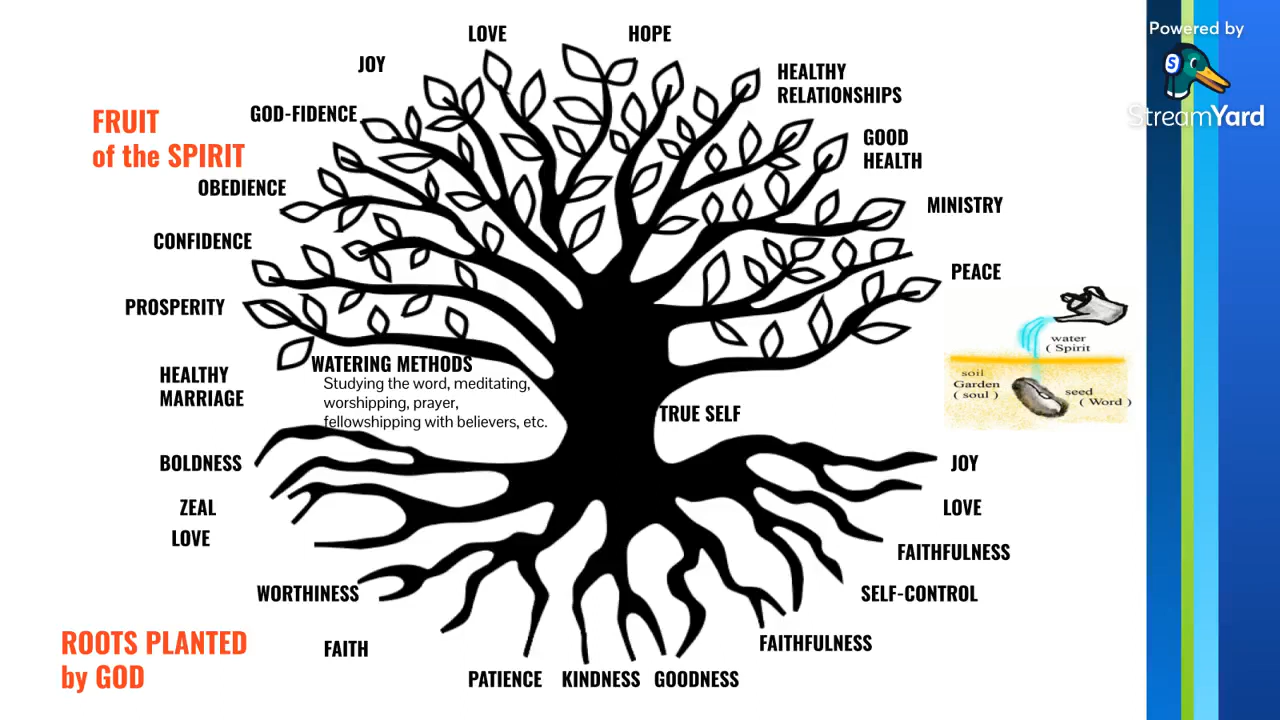 Powered by
StreamYard
LOVE
HOPE
JOY
HEALTHY
RELATIONSHIPS
GOD-FIDENCE
FRUIT
of the SPIRIT
GOOD
HEALTH
OBEDIENCE
MINISTRY
CONFIDENCE
PEACE
PROSPERITY
water
( Spirit
soil
Garden
( soul )
seed
( Word )
HEALTHY
MARRIAGE
WATERING METHODS
Studying the word, meditating,
worshipping, prayer,
fellowshipping with believers, etc.
TRUE SELF
BOLDNESS
JOY
ZEAL
LOVE
LOVE
FAITHFULNESS
WORTHINESS
SELF-CONTROL
ROOTS PLANTED
by GOD
FAITH
FAITHFULNESS
PATIENCE
KINDNESS
GOODNESS